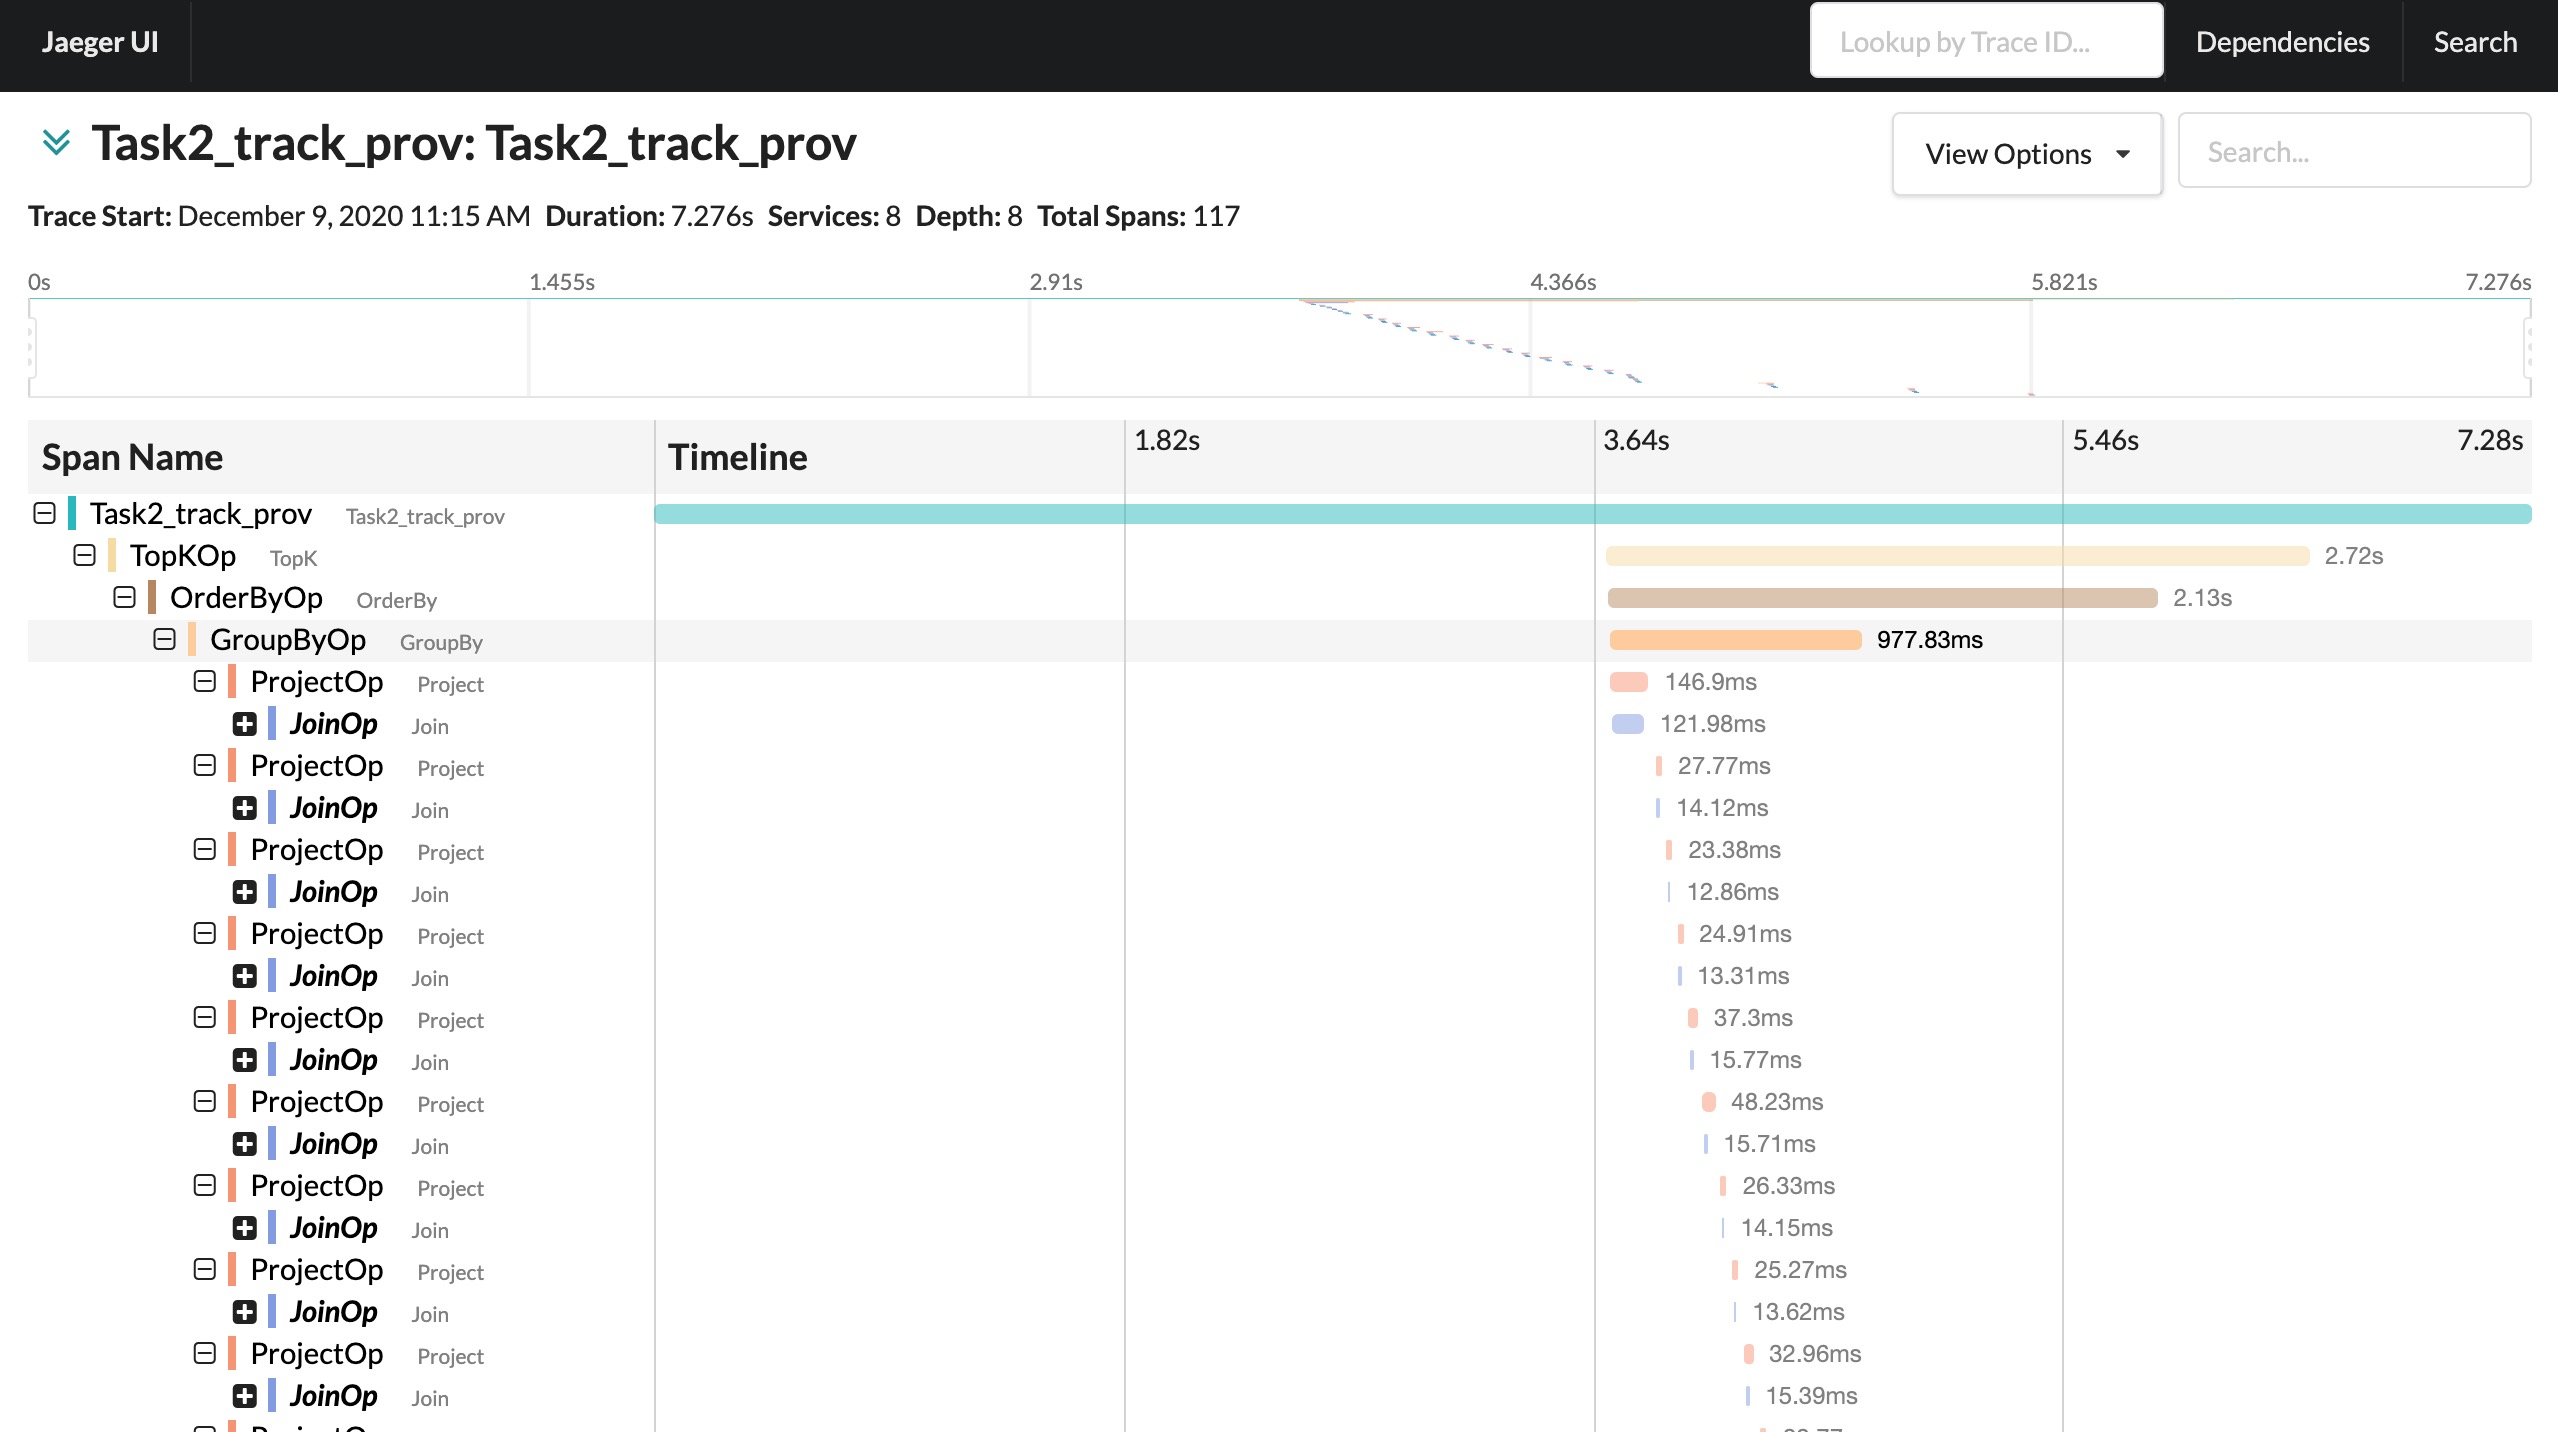 Jaeger UI Lookup by Trace ID... Dependencies Search
Task2_track_prov: Task2_track_prov View Options Search...
Trace Start: December 9, 2020 11:15 AM Duration: 7.276s Services: 8 Depth: 8 Total Spans: 117
0s 1.455s 2.91s 4.366s 5.821s 7.276s
Span Name Timeline 1.82s 3.64s 5.46s 7.28s
Task2_track_prov Task2_track_prov
TopKOp TopK 2.72s
OrderByOp OrderBy 2.13s
GroupByOp GroupBy 977.83ms
ProjectOp Project 146.9ms
JoinOp Join 121.98ms
ProjectOp Project 27.77ms
JoinOp Join 14.12ms
ProjectOp Project 23.38ms
JoinOp Join 12.86ms
ProjectOp Project 24.91ms
JoinOp Join 13.31ms
ProjectOp Project 37.3ms
JoinOp Join 15.77ms
ProjectOp Project 48.23ms
JoinOp Join 15.71ms
ProjectOp Project 26.33ms
JoinOp Join 14.15ms
ProjectOp Project 25.27ms
JoinOp Join 13.62ms
ProjectOp Project 32.96ms
JoinOp Join 15.39ms